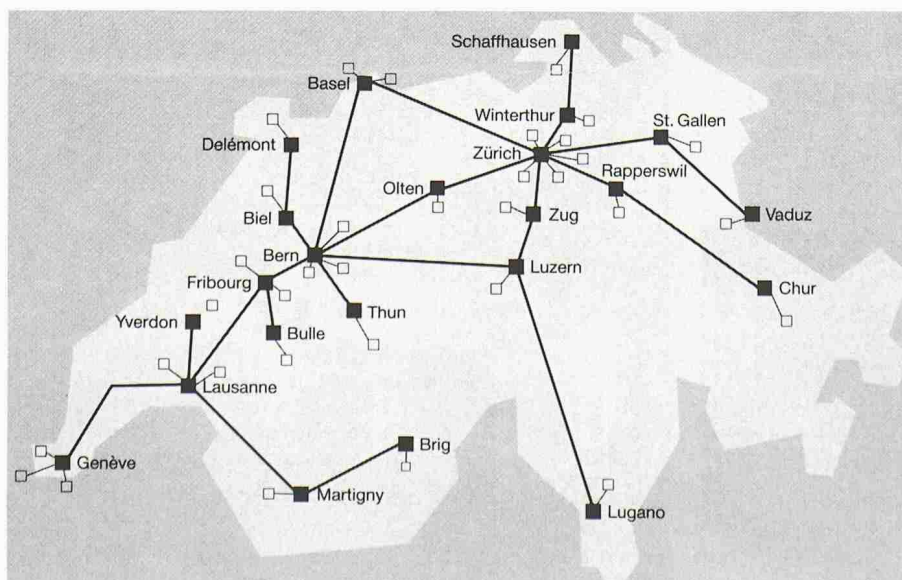 Schaffhausen
Basel
Winterthur
St. Gallen
Delémont
Zürich
Rapperswil
Olten
Biel
Zug
Vaduz
Bern
Luzern
Fribourg
Chur
Yverdon
Thun
Bulle
Lausanne
Brig
Genève
Martigny
Lugano